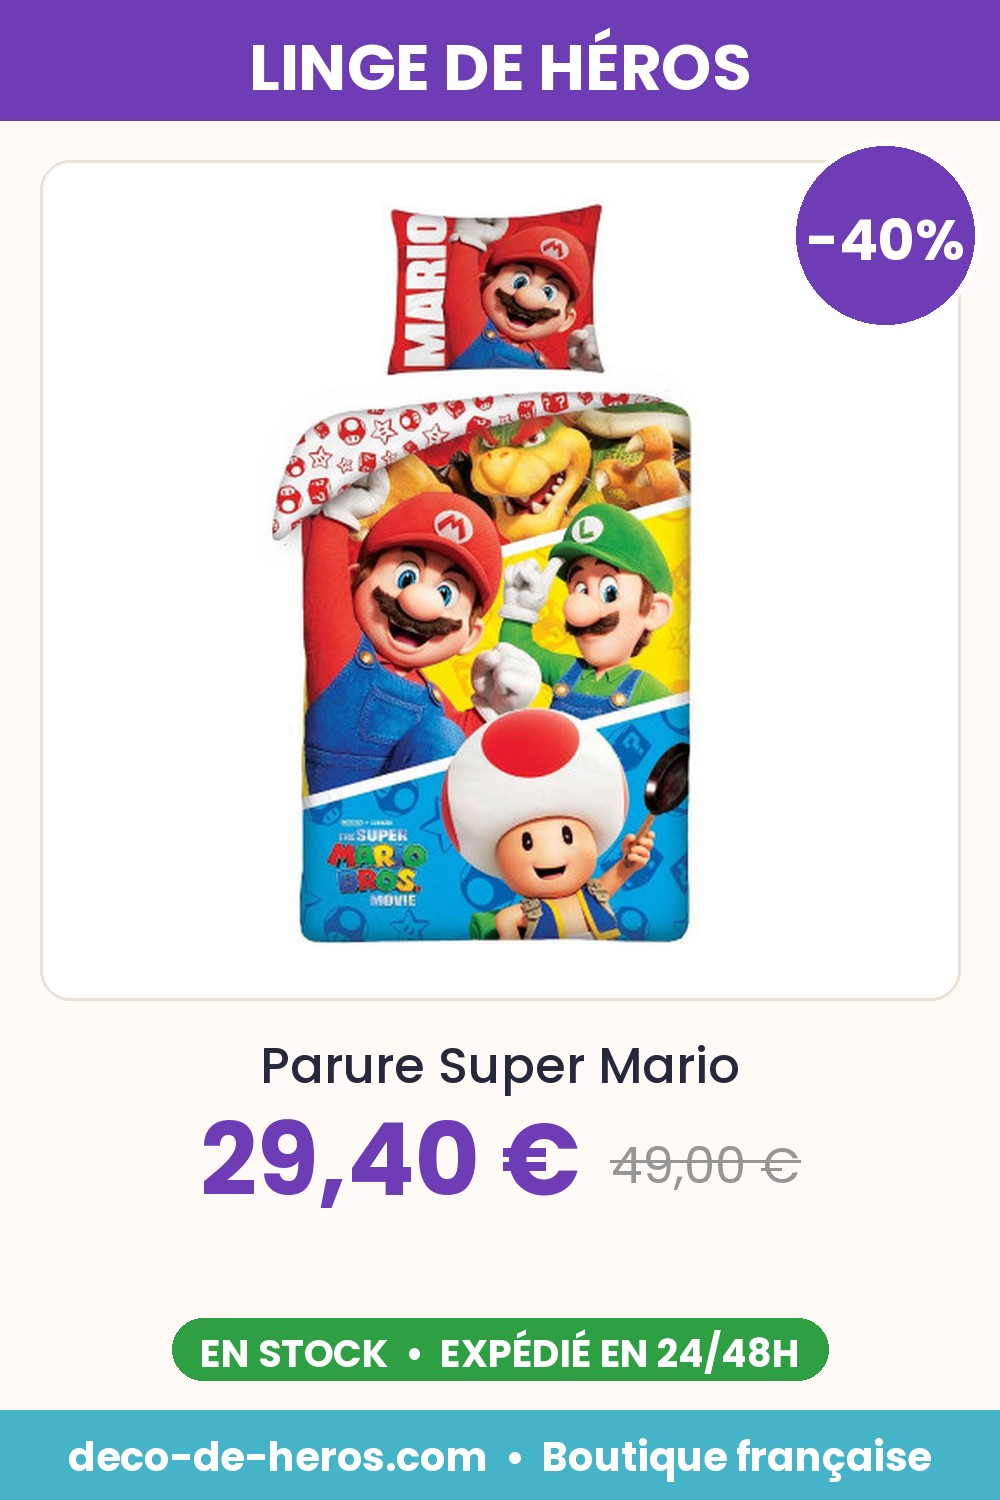 LINGE DE HÉROS
-40%
MARIO
M
M
L
THE SUPER
MARIO
BROS.
MOVIE
Parure Super Mario
29,40 € 49,00 €
EN STOCK • EXPÉDIÉ EN 24/48H
deco-de-heros.com • Boutique française